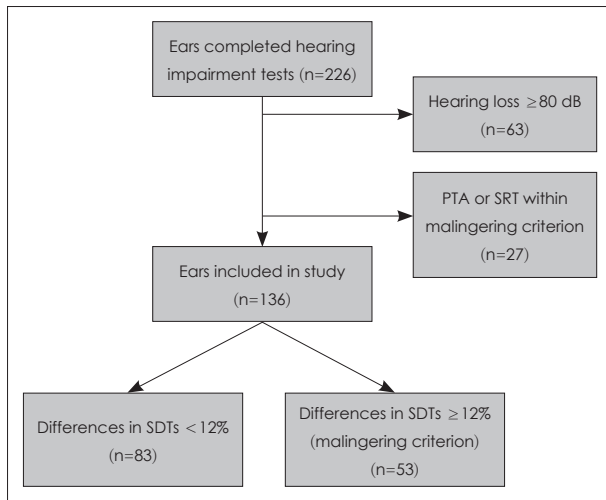 Ears completed hearing
impairment tests (n=226)
Hearing loss ≥80 dB
(n=63)
PTA or SRT within
malingering criterion
(n=27)
Ears included in study
(n=136)
Differences in SDTs <12%
(n=83)
Differences in SDTs ≥12%
(malingering criterion)
(n=53)